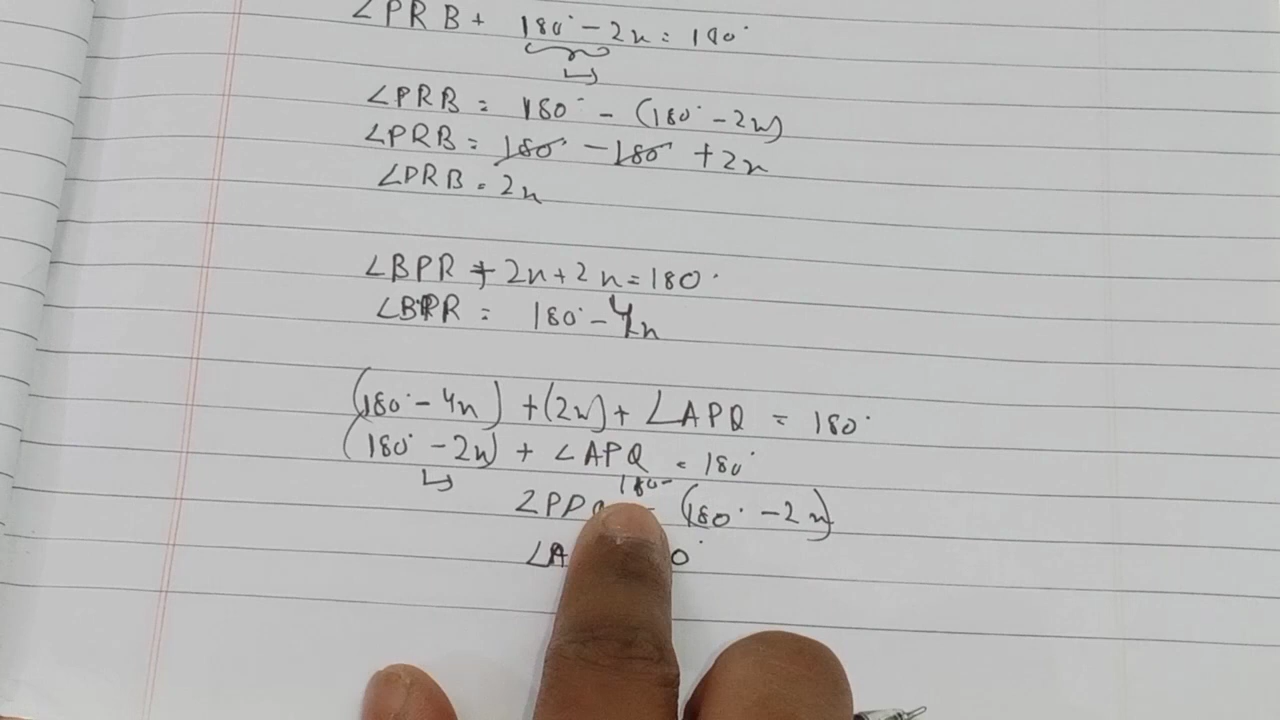 ∠PRB + 180° - 2x = 180°
∠PRB = 180° - (180° - 2x)
∠PRB = 180° - 180° + 2x
∠PRB = 2x
∠BPR + 2x + 2x = 180°
∠BPR = 180° - 4x
(180° - 4x) + (2x) + ∠APQ = 180°
(180° - 2x) + ∠APQ = 180°
180 -
(180° - 2x)
∠A